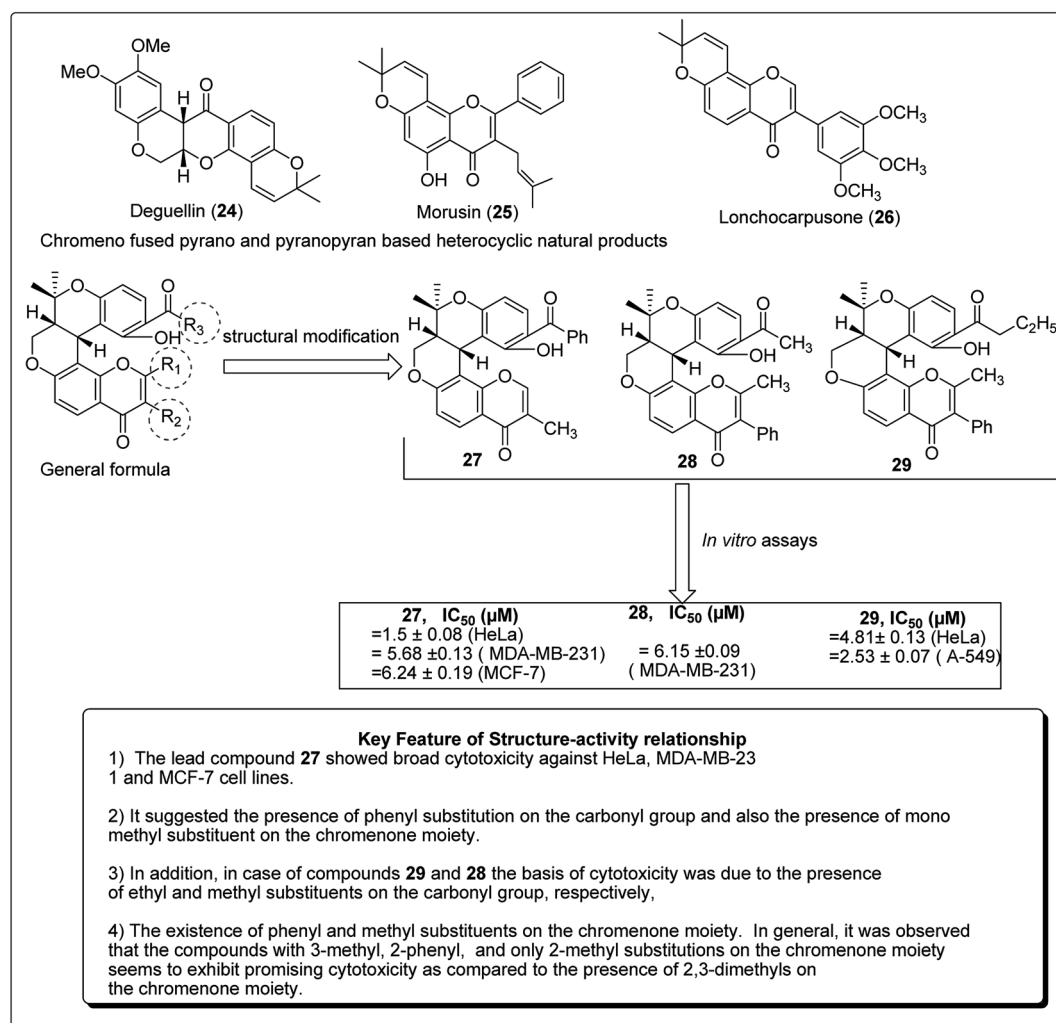 OMe
MeO
H
O
O
H
O
O
Deguellin (24)
O
O
OH
O
Morusin (25)
O
O
O
OCH3
OCH3
OCH3
Lonchocarpusone (26)
Chromeno fused pyrano and pyranopyran based heterocyclic natural products
O
O
H
R3
OH
H
O
O
R1
R2
O
General formula
structural modification
O
O
H
Ph
OH
H
O
O
CH3
O
27
O
O
H
CH3
OH
H
O
O
CH3
Ph
O
28
O
O
C2H5
H
OH
H
O
O
CH3
Ph
O
29
In vitro assays
27, IC50 (µM)
=1.5 ± 0.08 (HeLa)
= 5.68 ±0.13 ( MDA-MB-231)
=6.24 ± 0.19 (MCF-7)
28, IC50 (µM)
= 6.15 ±0.09
( MDA-MB-231)
29, IC50 (µM)
=4.81± 0.13 (HeLa)
=2.53 ± 0.07 ( A-549)
Key Feature of Structure-activity relationship
1) The lead compound 27 showed broad cytotoxicity against HeLa, MDA-MB-23
1 and MCF-7 cell lines.
2) It suggested the presence of phenyl substitution on the carbonyl group and also the presence of mono
methyl substituent on the chromenone moiety.
3) In addition, in case of compounds 29 and 28 the basis of cytotoxicity was due to the presence
of ethyl and methyl substituents on the carbonyl group, respectively,
4) The existence of phenyl and methyl substituents on the chromenone moiety. In general, it was observed
that the compounds with 3-methyl, 2-phenyl, and only 2-methyl substitutions on the chromenone moiety
seems to exhibit promising cytotoxicity as compared to the presence of 2,3-dimethyls on
the chromenone moiety.